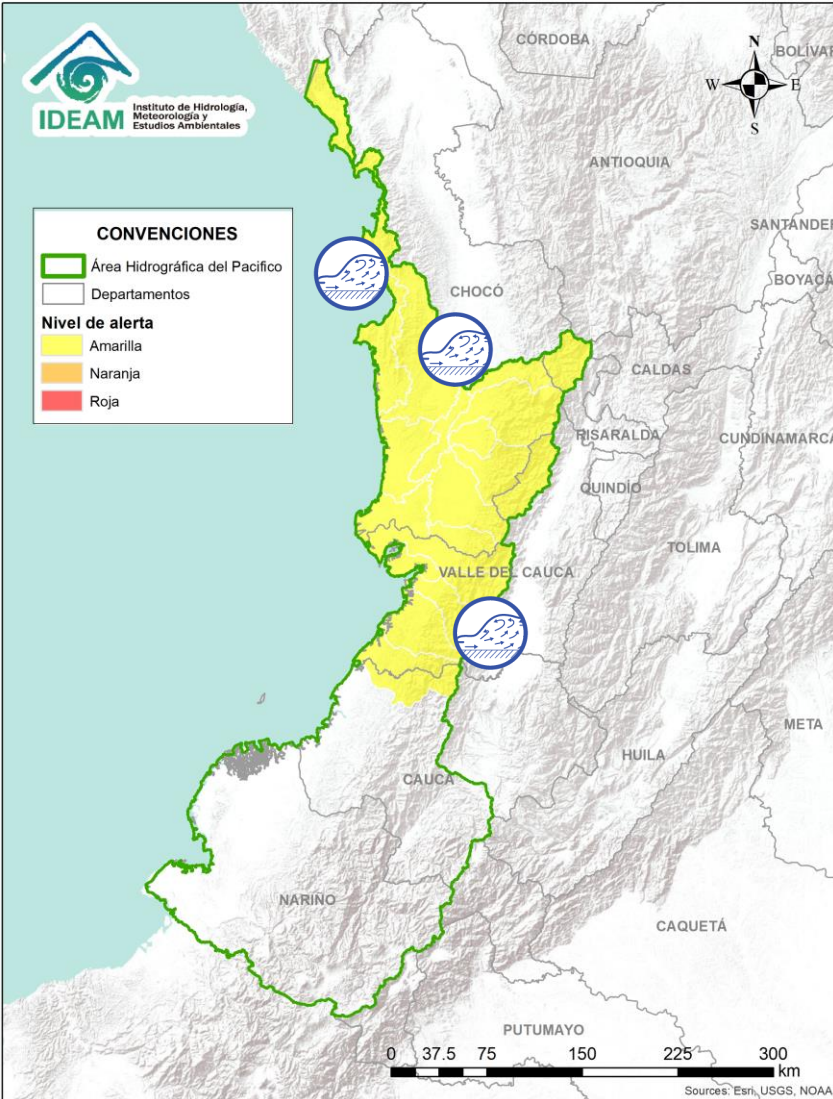 IDEAM
Instituto de Hidrología,
Meteorología y
Estudios Ambientales
N
W
E
S
CÓRDOBA
BOLÍVAR
ANTIOQUIA
SANTANDER
BOYACÁ
CONVENCIONES
Área Hidrográfica del Pacifico
Departamentos
Nivel de alerta
Amarilla
Naranja
Roja
CHOCÓ
CALDAS
RISARALDA
CUNDINAMARCA
QUINDÍO
TOLIMA
VALLE DEL CAUCA
META
HUILA
CAUCA
NARIÑO
CAQUETÁ
PUTUMAYO
0 37.5 75 150 225 300
km
Sources: Esri, USGS, NOAA